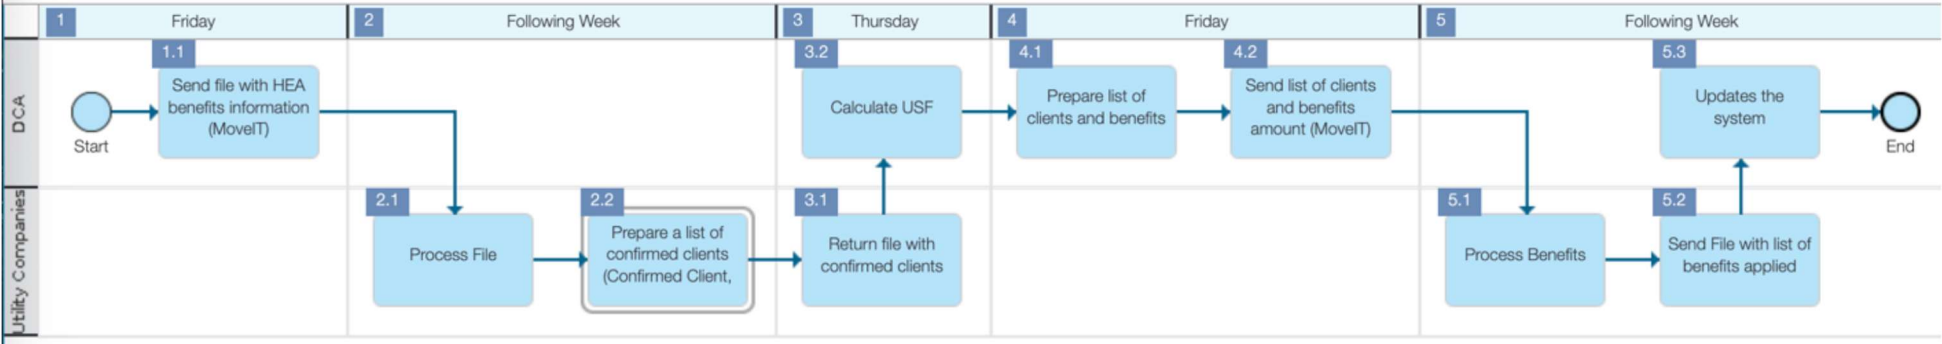 1 Friday 2 Following Week 3 Thursday 4 Friday 5 Following Week
DCA
Start
1.1
Send file with HEA
benefits information
(MoveIT)
3.2
Calculate USF
4.1
Prepare list of
clients and benefits
4.2
Send list of clients
and benefits
amount (MoveIT)
5.3
Updates the
system
End
Utility Companies
2.1
Process File
2.2
Prepare a list of
confirmed clients
(Confirmed Client,
3.1
Return file with
confirmed clients
5.1
Process Benefits
5.2
Send File with list of
benefits applied